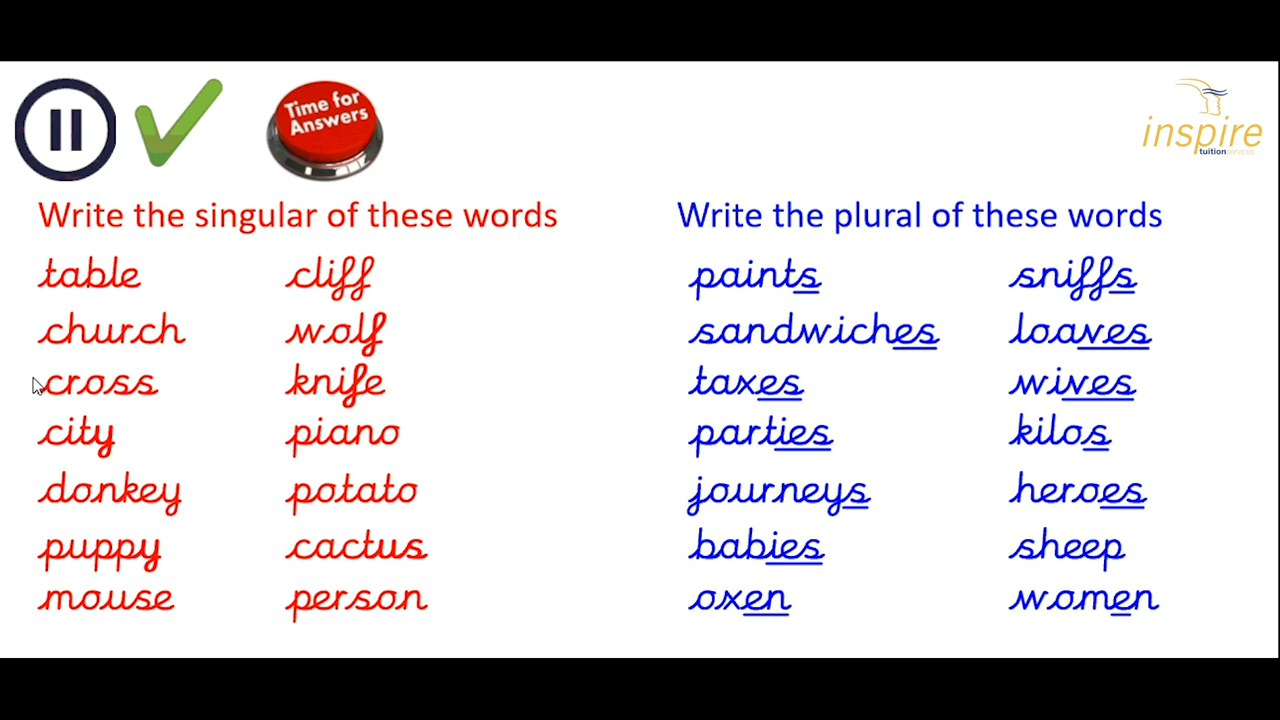 Time for
Answers
inspire
tuition services
Write the singular of these words
table
church
cross
city
donkey
puppy
mouse
cliff
wolf
knife
piano
potato
cactus
person
Write the plural of these words
paints
sandwiches
taxes
parties
journeys
babies
oxen
sniffs
loaves
wives
kilos
heroes
sheep
women